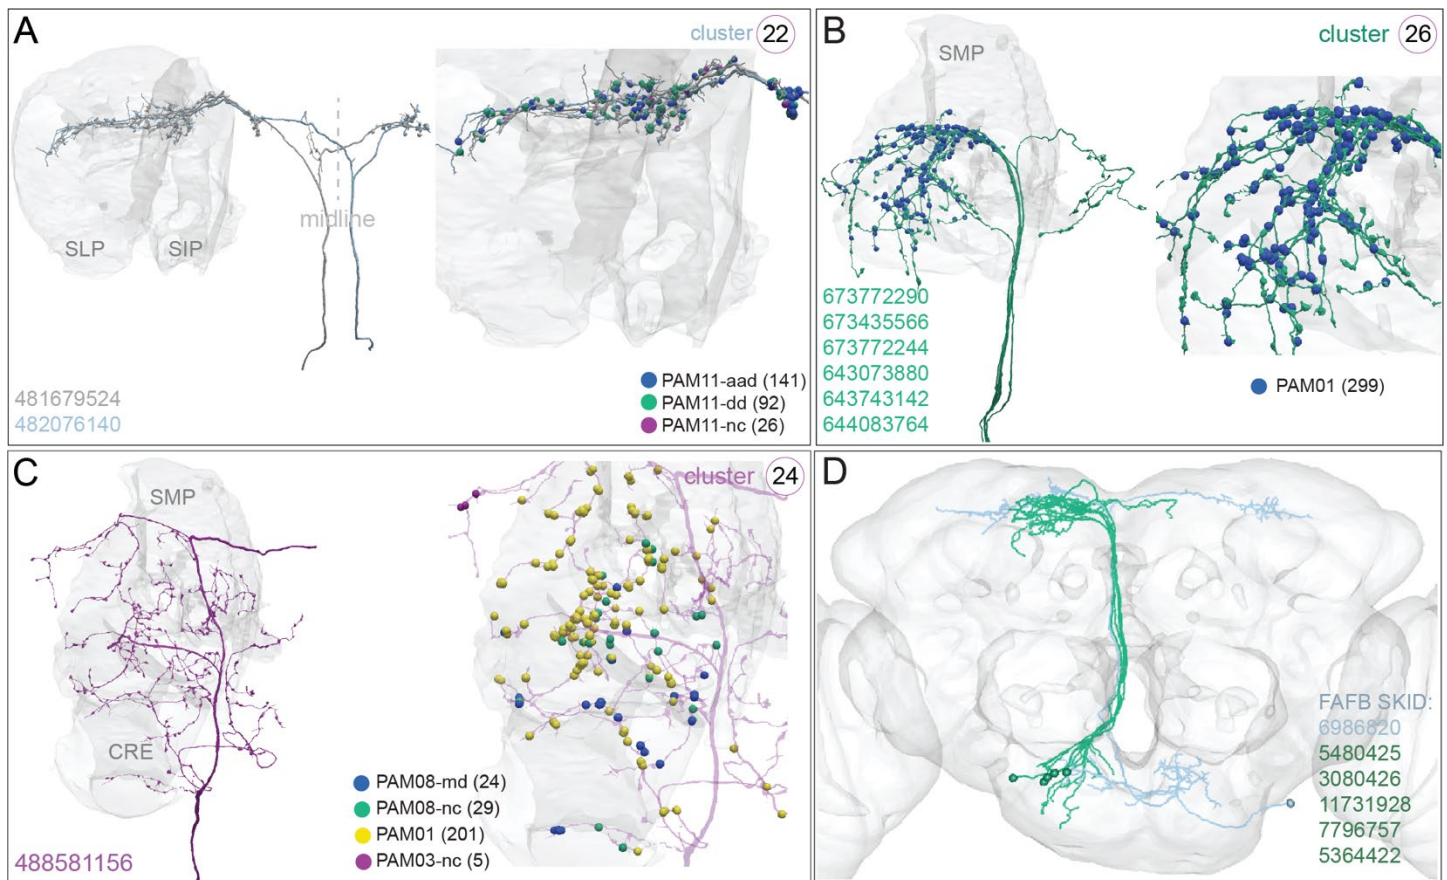 A
cluster 22
midline
SLP
SIP
481679524
482076140
PAM11-aad (141)
PAM11-dd (92)
PAM11-nc (26)
B
cluster 26
SMP
673772290
673435566
673772244
643073880
643743142
644083764
PAM01 (299)
C
cluster 24
SMP
CRE
488581156
PAM08-md (24)
PAM08-nc (29)
PAM01 (201)
PAM03-nc (5)
D
FAFB SKID:
6986820
5480425
3080426
11731928
7796757
5364422